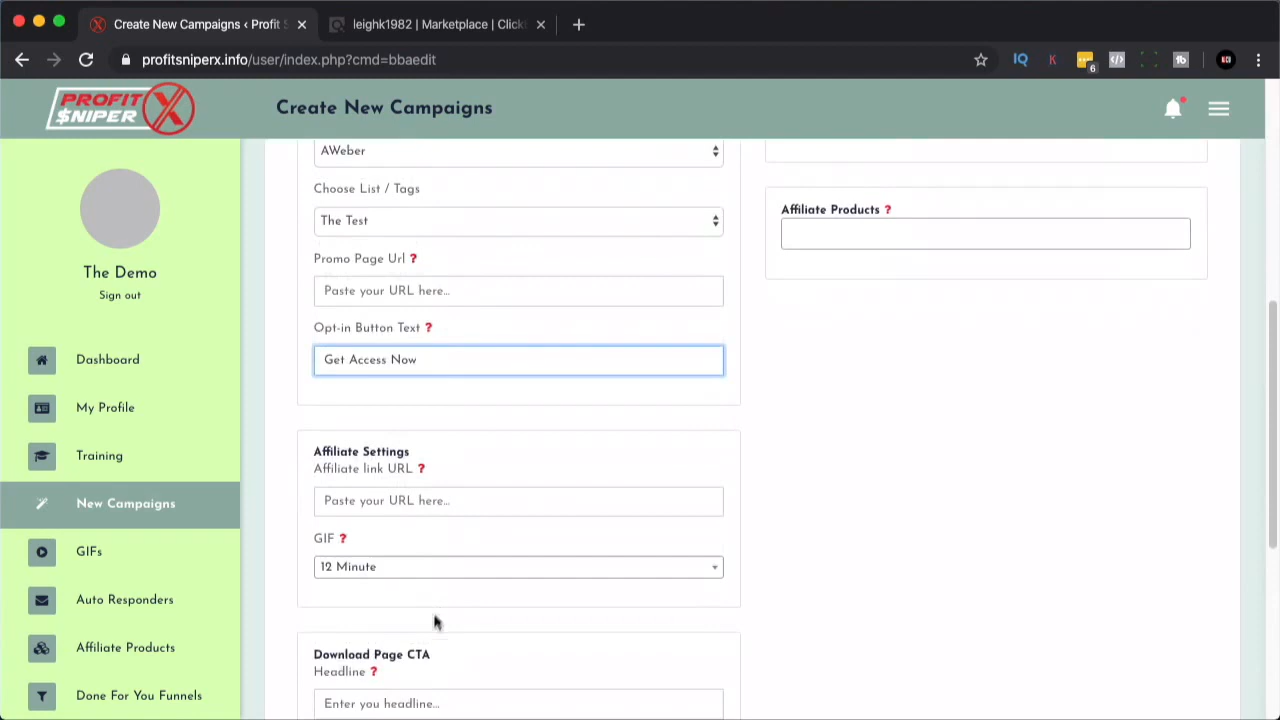 Create New Campaigns ‹ Profit S
leighk1982 | Marketplace | Click
profitsniperx.info/user/index.php?cmd=bbaedit
IQ
K
6
tb
PROFIT
$NIPER
X
Create New Campaigns
The Demo
Sign out
Dashboard
My Profile
Training
New Campaigns
GIFs
Auto Responders
Affiliate Products
Done For You Funnels
AWeber
Choose List / Tags
The Test
Promo Page Url ?
Paste your URL here...
Opt-in Button Text ?
Get Access Now
Affiliate Settings
Affiliate link URL ?
Paste your URL here...
GIF ?
12 Minute
Download Page CTA
Headline ?
Enter you headline...
Affiliate Products ?